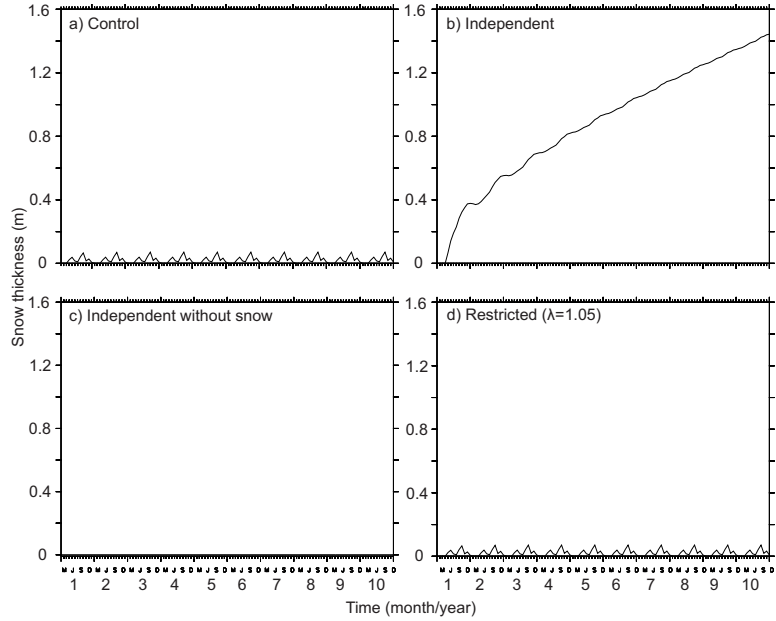 1.6 a) Control
1.2
0.8
0.4
0
1.6 b) Independent
1.2
0.8
0.4
0
Snow thickness (m)
1.6 c) Independent without snow
1.2
0.8
0.4
0
1.6 d) Restricted (λ=1.05)
1.2
0.8
0.4
0
M J S D M J S D M J S D M J S D M J S D M J S D M J S D M J S D M J S D M J S D
1 2 3 4 5 6 7 8 9 10
M J S D M J S D M J S D M J S D M J S D M J S D M J S D M J S D M J S D M J S D
1 2 3 4 5 6 7 8 9 10
Time (month/year)